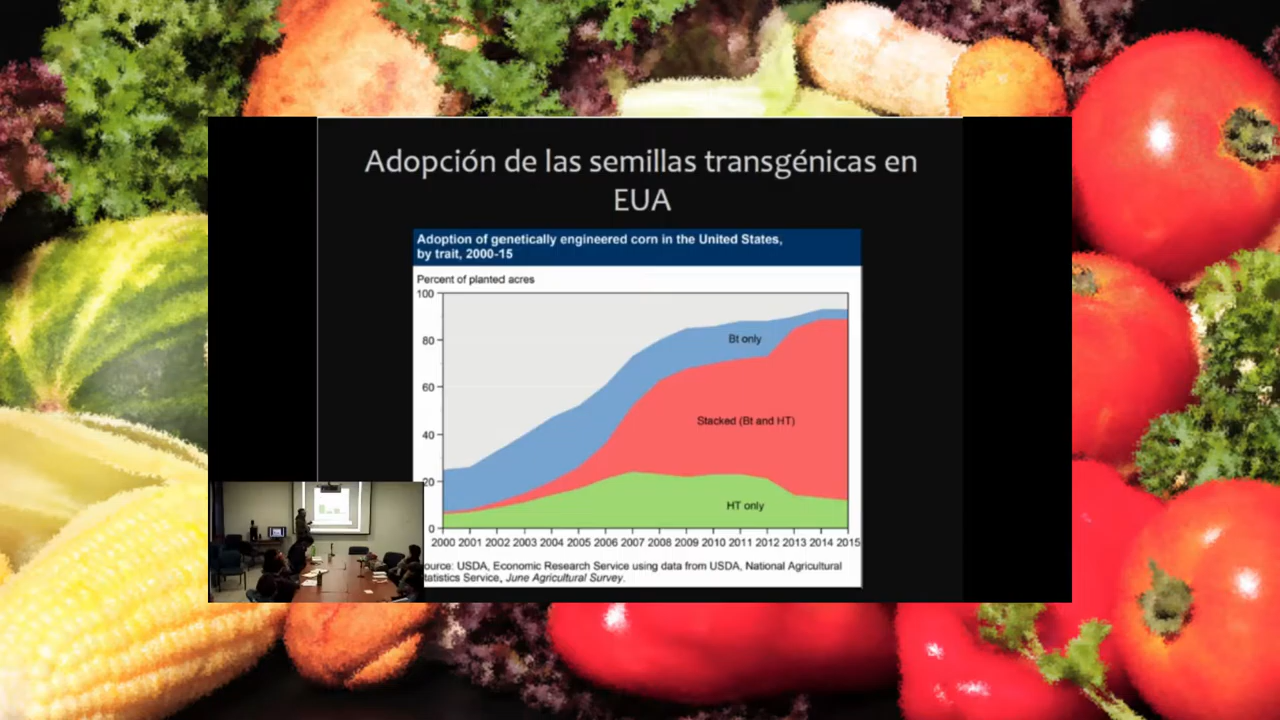 Adopción de las semillas transgénicas en
EUA
Adoption of genetically engineered corn in the United States,
by trait, 2000-15
Percent of planted acres
100
80
60
40
20
0
Bt only
Stacked (Bt and HT)
HT only
2000 2001 2002 2003 2004 2005 2006 2007 2008 2009 2010 2011 2012 2013 2014 2015
ource: USDA, Economic Research Service using data from USDA, National Agricultural
tatistics Service, June Agricultural Survey.